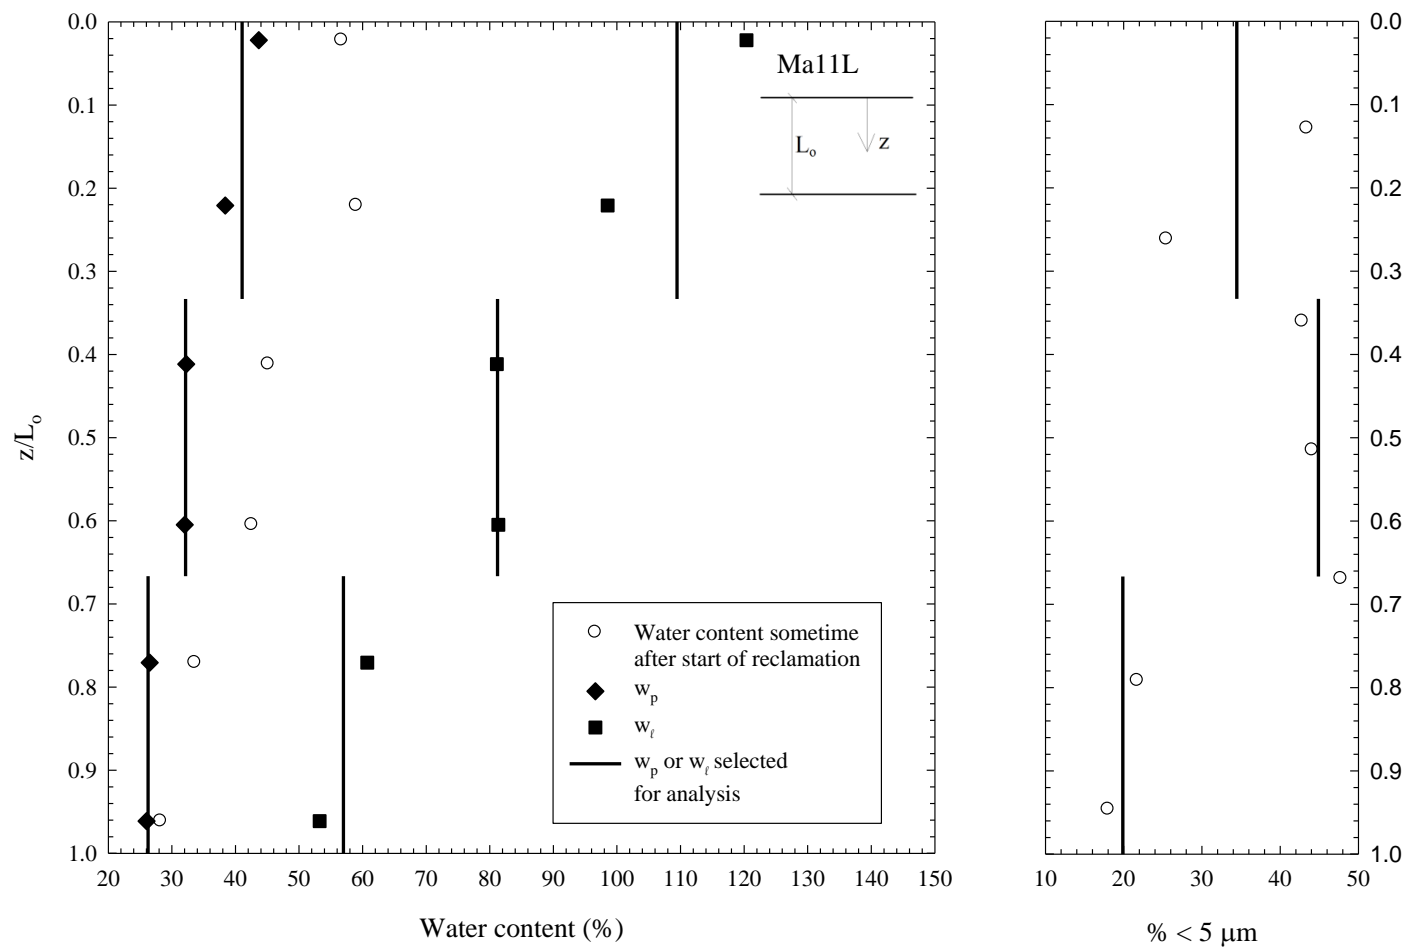 0.0
0.1
0.2
0.3
0.4
0.5
0.6
0.7
0.8
0.9
1.0
z/Lₒ
20 30 40 50 60 70 80 90 100 110 120 130 140 150
Water content (%)
Ma11L
Lₒ
z
Water content sometime
after start of reclamation
wₚ
w_ℓ
wₚ or w_ℓ selected
for analysis
0.0
0.1
0.2
0.3
0.4
0.5
0.6
0.7
0.8
0.9
1.0
10 20 30 40 50
% < 5 μm